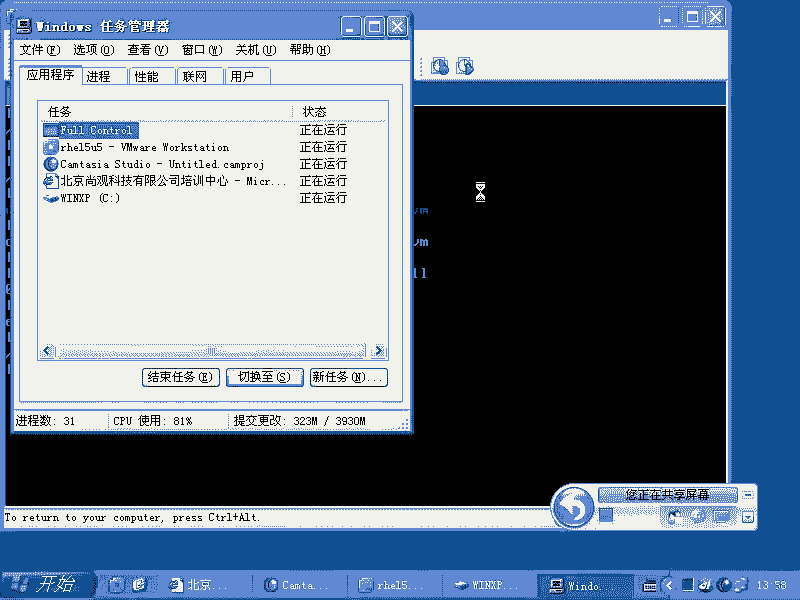 Windows 任务管理器
文件(F) 选项(O) 查看(V) 窗口(W) 关机(U) 帮助(H)
应用程序 进程 性能 联网 用户
任务 状态
Full Control 正在运行
rhel5u5 - VMware Workstation 正在运行
Camtasia Studio - Untitled.camproj 正在运行
北京尚观科技有限公司培训中心 - Micr... 正在运行
WINXP (C:) 正在运行
结束任务(E) 切换至(S) 新任务(N)...
进程数: 31 CPU 使用: 81% 提交更改: 323M / 3930M
vm
ll
您正在共享屏幕
To return to your computer, press Ctrl+Alt.
开始 北京... Camta... rhel5... WINXP... Windo... 13:58